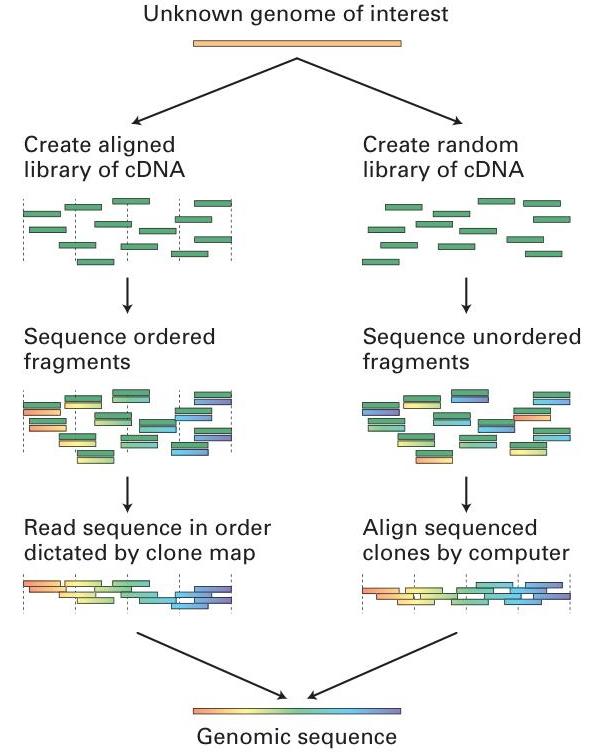 Unknown genome of interest
Create aligned
library of cDNA
Create random
library of cDNA
Sequence ordered
fragments
Sequence unordered
fragments
Read sequence in order
dictated by clone map
Align sequenced
clones by computer
Genomic sequence